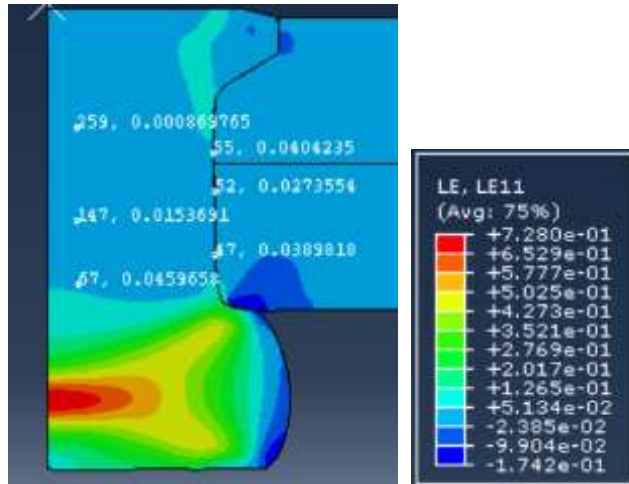 259, 0.000869765
55, 0.0404235
52, 0.0273554
147, 0.0153691
47, 0.0389818
67, 0.0459658
LE, LE11
(Avg: 75%)
+7.280e-01
+6.529e-01
+5.777e-01
+5.025e-01
+4.273e-01
+3.521e-01
+2.769e-01
+2.017e-01
+1.265e-01
+5.134e-02
-2.385e-02
-9.904e-02
-1.742e-01